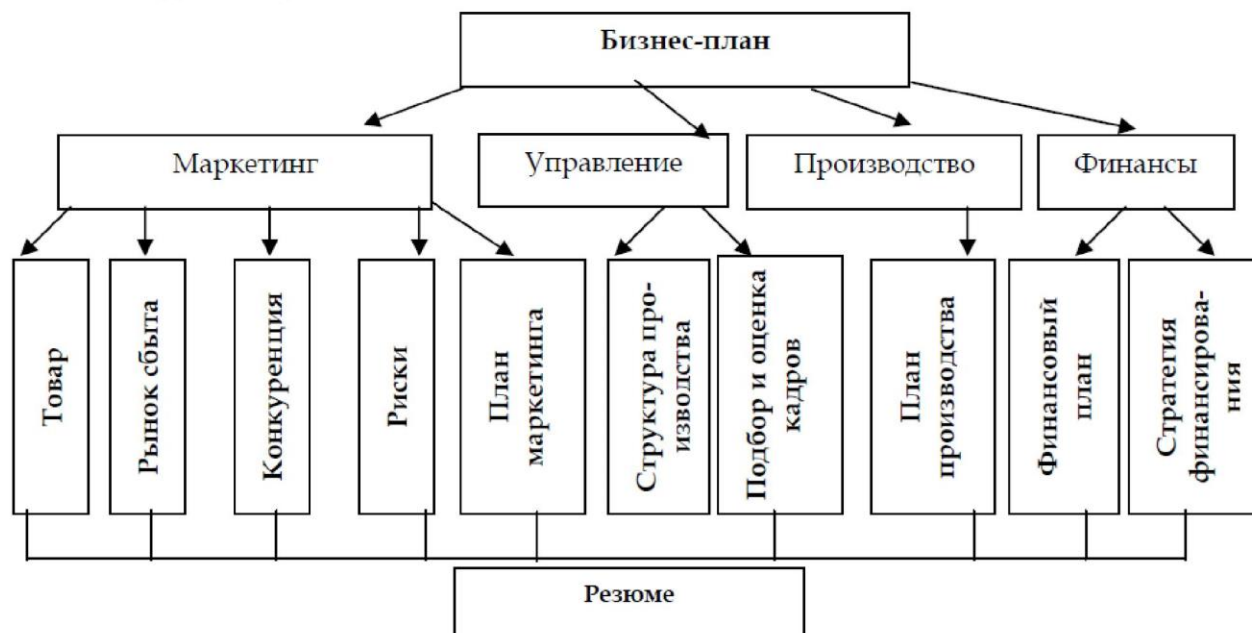 Бизнес-план
Маркетинг
Управление
Производство
Финансы
Товар
Рынок сбыта
Конкуренция
Риски
План
маркетинга
Структура про-
изводства
Подбор и оценка
кадров
План
производства
Финансовый
план
Стратегия
финансирова-
ния
Резюме